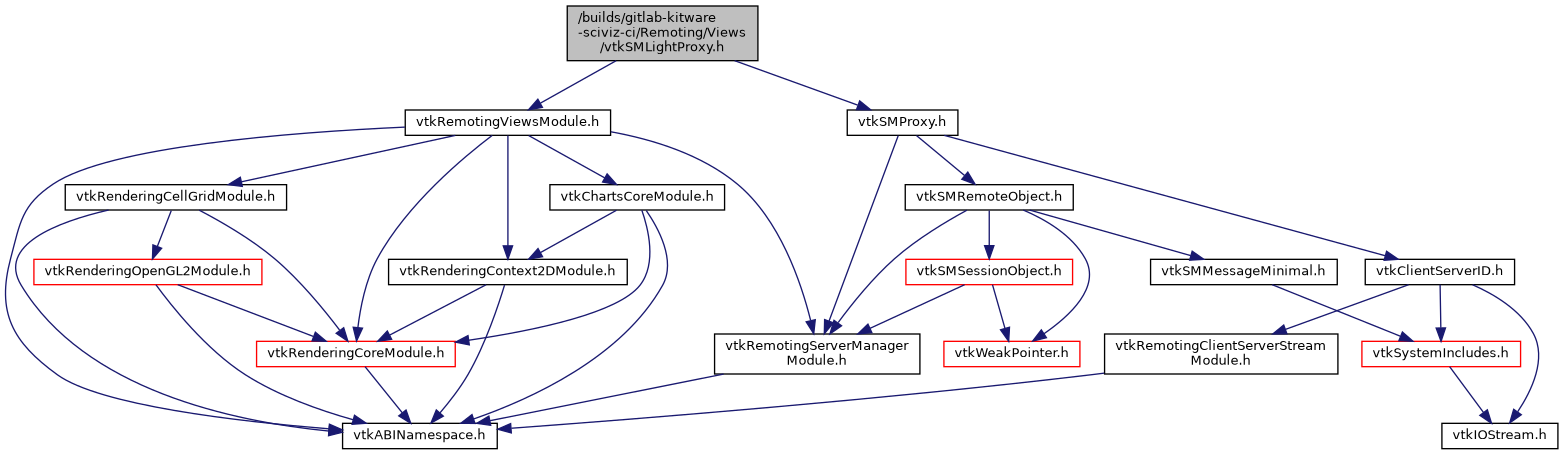 /builds/gitlab-kitware
-sciviz-ci/Remoting/Views
/vtkSMLightProxy.h
vtkRemotingViewsModule.h
vtkSMProxy.h
vtkRenderingCellGridModule.h
vtkChartsCoreModule.h
vtkSMRemoteObject.h
vtkRenderingOpenGL2Module.h
vtkRenderingContext2DModule.h
vtkSMSessionObject.h
vtkSMMessageMinimal.h
vtkClientServerID.h
vtkRenderingCoreModule.h
vtkRemotingServerManager
Module.h
vtkWeakPointer.h
vtkRemotingClientServerStream
Module.h
vtkSystemIncludes.h
vtkABINamespace.h
vtkIOStream.h